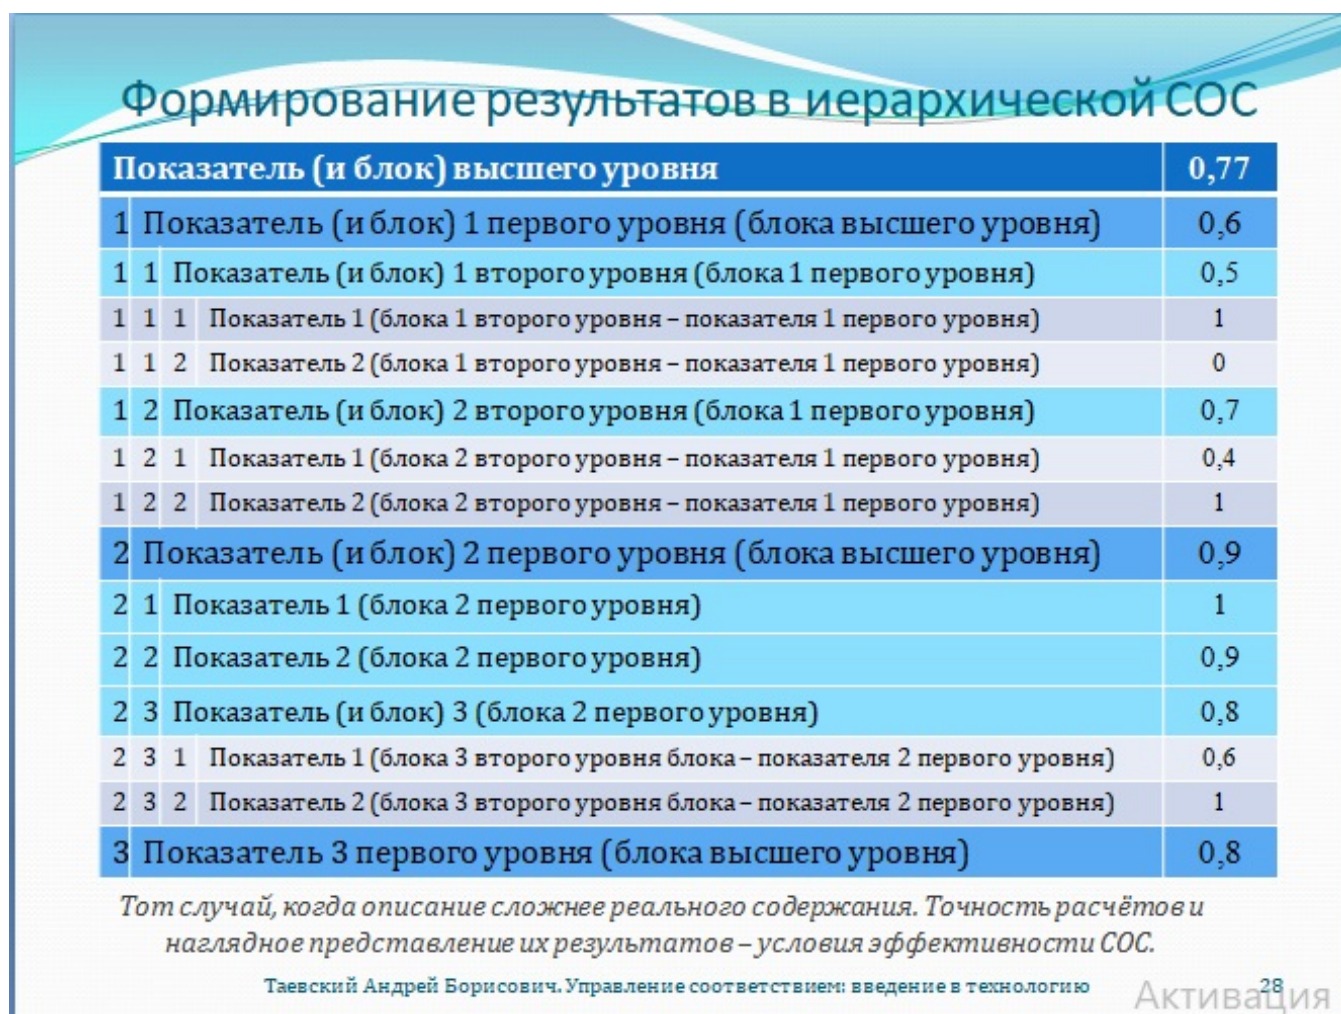 Формирование результатов в иерархической СОС
Показатель (и блок) высшего уровня 0,77
1 Показатель (и блок) 1 первого уровня (блока высшего уровня) 0,6
1 1 Показатель (и блок) 1 второго уровня (блока 1 первого уровня) 0,5
1 1 1 Показатель 1 (блока 1 второго уровня – показателя 1 первого уровня) 1
1 1 2 Показатель 2 (блока 1 второго уровня – показателя 1 первого уровня) 0
1 2 Показатель (и блок) 2 второго уровня (блока 1 первого уровня) 0,7
1 2 1 Показатель 1 (блока 2 второго уровня – показателя 1 первого уровня) 0,4
1 2 2 Показатель 2 (блока 2 второго уровня – показателя 1 первого уровня) 1
2 Показатель (и блок) 2 первого уровня (блока высшего уровня) 0,9
2 1 Показатель 1 (блока 2 первого уровня) 1
2 2 Показатель 2 (блока 2 первого уровня) 0,9
2 3 Показатель (и блок) 3 (блока 2 первого уровня) 0,8
2 3 1 Показатель 1 (блока 3 второго уровня блока – показателя 2 первого уровня) 0,6
2 3 2 Показатель 2 (блока 3 второго уровня блока – показателя 2 первого уровня) 1
3 Показатель 3 первого уровня (блока высшего уровня) 0,8
Тот случай, когда описание сложнее реального содержания. Точность расчётов и
наглядное представление их результатов – условия эффективности СОС.
Таевский Андрей Борисович. Управление соответствием: введение в технологию 28
Активация